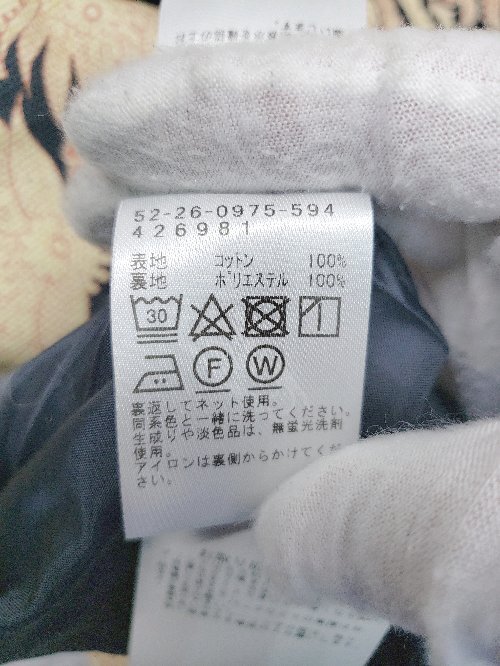 52-26-0975-594
426981
表地 コットン 100%
裏地 ポリエステル 100%
30
F W
裏返してネット使用。
同系色と一緒に洗ってください。
生成りや淡色品は、無蛍光洗剤
使用。
アイロンは裏側からかけてくだ
さい。